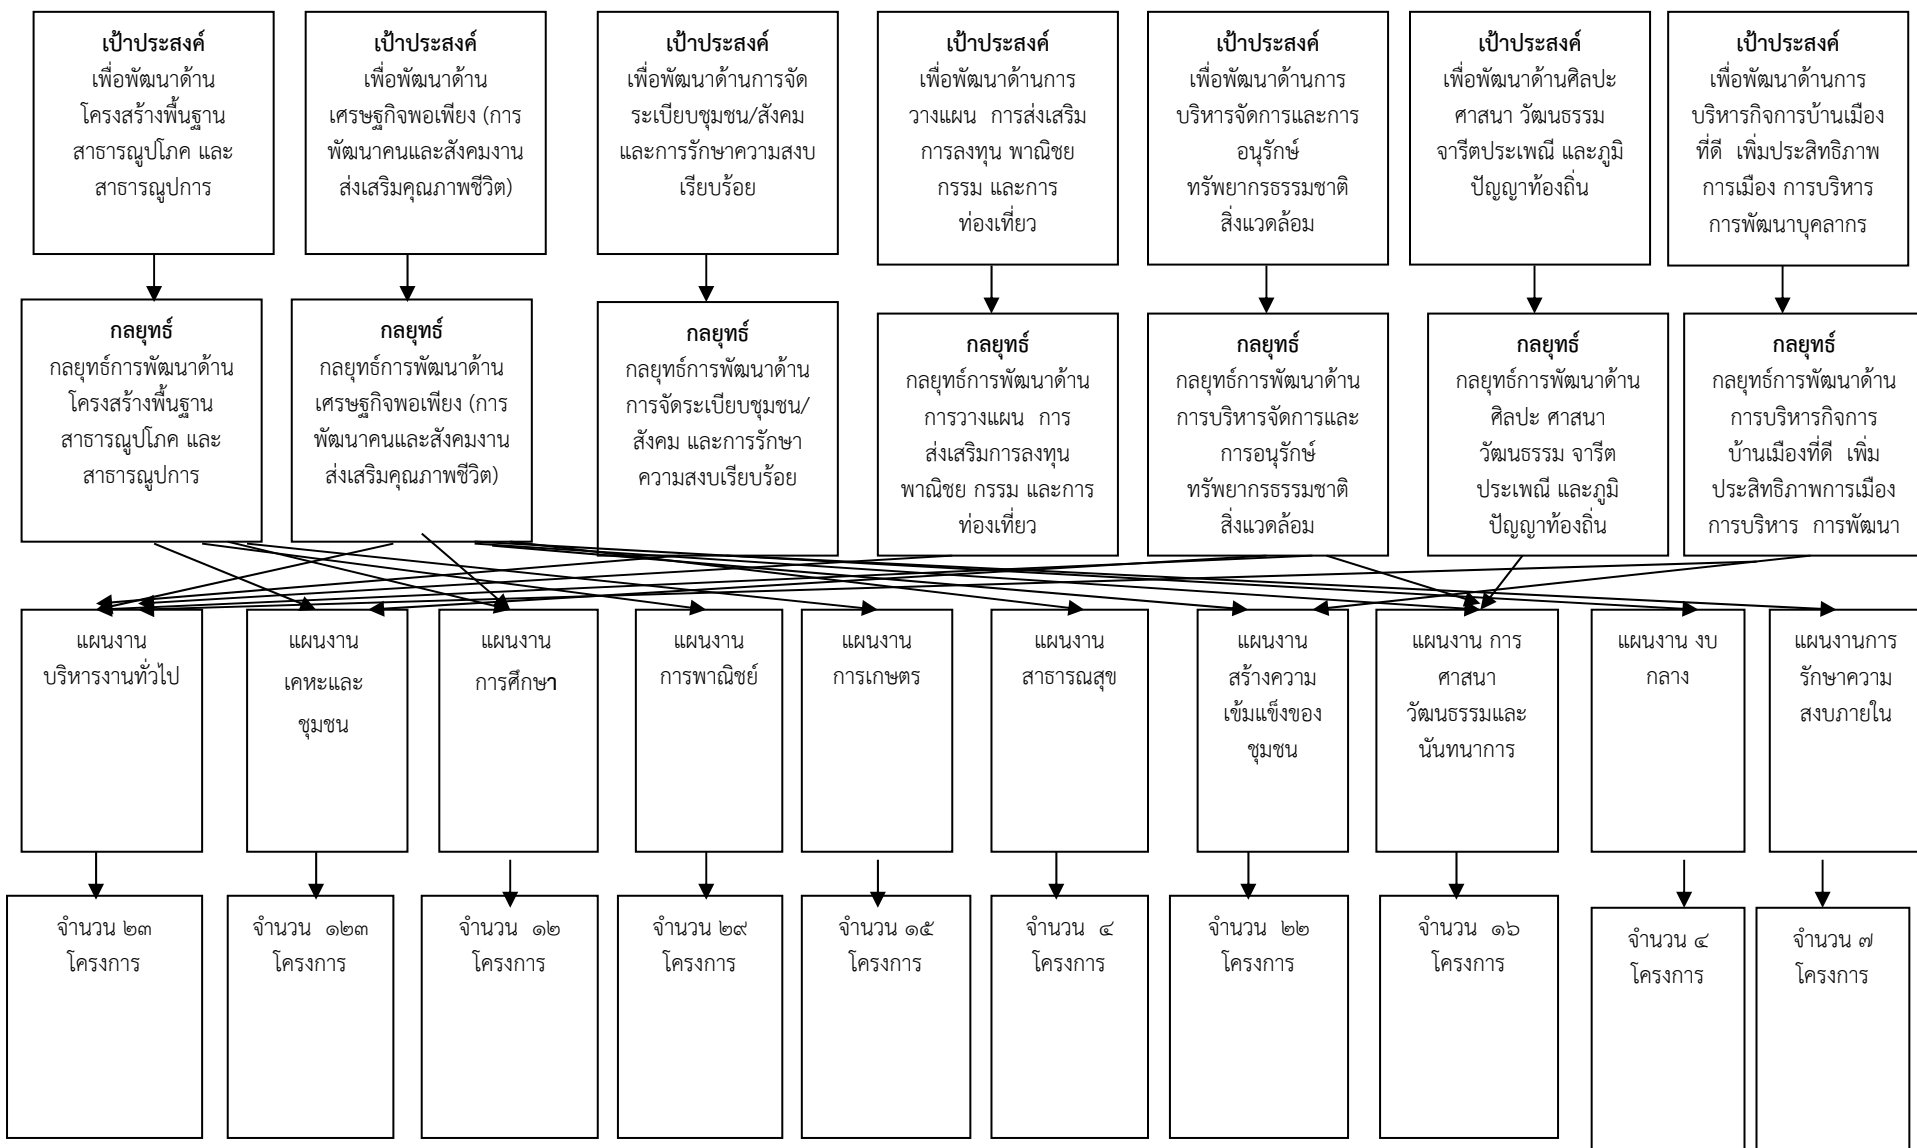 เป้าประสงค์
เพื่อพัฒนาด้าน
โครงสร้างพื้นฐาน
สาธารณูปโภค และ
สาธารณูปการ
เป้าประสงค์
เพื่อพัฒนาด้าน
เศรษฐกิจพอเพียง (การ
พัฒนาคนและสังคมงาน
ส่งเสริมคุณภาพชีวิต)
เป้าประสงค์
เพื่อพัฒนาด้านการจัด
ระเบียบชุมชน/สังคม
และการรักษาความสงบ
เรียบร้อย
เป้าประสงค์
เพื่อพัฒนาด้านการ
วางแผน การส่งเสริม
การลงทุน พาณิชย
กรรม และการ
ท่องเที่ยว
เป้าประสงค์
เพื่อพัฒนาด้านการ
บริหารจัดการและการ
อนุรักษ์
ทรัพยากรธรรมชาติ
สิ่งแวดล้อม
เป้าประสงค์
เพื่อพัฒนาด้านศิลปะ
ศาสนา วัฒนธรรม
จารีตประเพณี และภูมิ
ปัญญาท้องถิ่น
เป้าประสงค์
เพื่อพัฒนาด้านการ
บริหารกิจการบ้านเมือง
ที่ดี เพิ่มประสิทธิภาพ
การเมือง การบริหาร
การพัฒนาบุคลากร
กลยุทธ์
กลยุทธ์การพัฒนาด้าน
โครงสร้างพื้นฐาน
สาธารณูปโภค และ
สาธารณูปการ
กลยุทธ์
กลยุทธ์การพัฒนาด้าน
เศรษฐกิจพอเพียง (การ
พัฒนาคนและสังคมงาน
ส่งเสริมคุณภาพชีวิต)
กลยุทธ์
กลยุทธ์การพัฒนาด้าน
การจัดระเบียบชุมชน/
สังคม และการรักษา
ความสงบเรียบร้อย
กลยุทธ์
กลยุทธ์การพัฒนาด้าน
การวางแผน การ
ส่งเสริมการลงทุน
พาณิชย กรรม และการ
ท่องเที่ยว
กลยุทธ์
กลยุทธ์การพัฒนาด้าน
การบริหารจัดการและ
การอนุรักษ์
ทรัพยากรธรรมชาติ
สิ่งแวดล้อม
กลยุทธ์
กลยุทธ์การพัฒนาด้าน
ศิลปะ ศาสนา
วัฒนธรรม จารีต
ประเพณี และภูมิ
ปัญญาท้องถิ่น
กลยุทธ์
กลยุทธ์การพัฒนาด้าน
การบริหารกิจการ
บ้านเมืองที่ดี เพิ่ม
ประสิทธิภาพการเมือง
การบริหาร การพัฒนา
แผนงาน
บริหารงานทั่วไป
แผนงาน
เคหะและ
ชุมชน
แผนงาน
การศึกษา
แผนงาน
การพาณิชย์
แผนงาน
การเกษตร
แผนงาน
สาธารณสุข
แผนงาน
สร้างความ
เข้มแข็งของ
ชุมชน
แผนงาน การ
ศาสนา
วัฒนธรรมและ
นันทนาการ
แผนงาน งบ
กลาง
แผนงานการ
รักษาความ
สงบภายใน
จำนวน ๒๓
โครงการ
จำนวน ๑๒๓
โครงการ
จำนวน ๑๒
โครงการ
จำนวน ๒๙
โครงการ
จำนวน ๑๕
โครงการ
จำนวน ๔
โครงการ
จำนวน ๒๒
โครงการ
จำนวน ๑๖
โครงการ
จำนวน ๔
โครงการ
จำนวน ๗
โครงการ